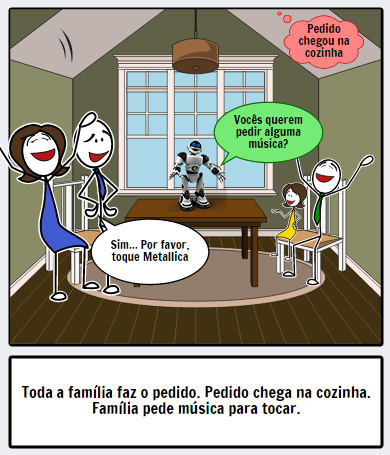 Pedido
chegou na
cozinha
Vocês querem
pedir alguma
música?
Sim... Por favor,
toque Metallica
Toda a família faz o pedido. Pedido chega na cozinha.
Família pede música para tocar.